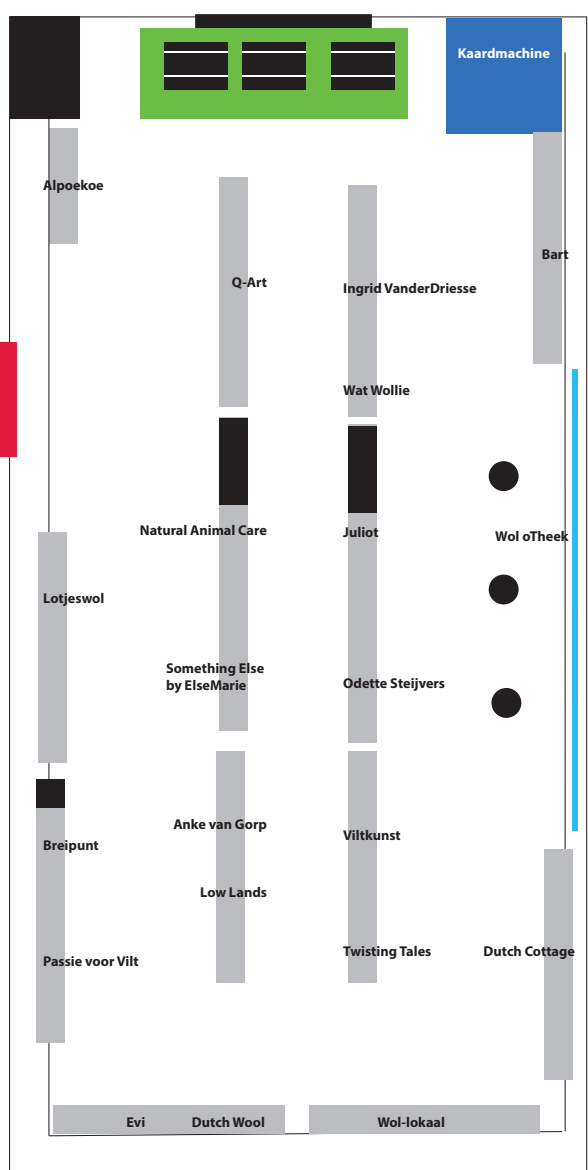 Kaardmachine
Alpoekoe
Bart
Q-Art
Ingrid VanderDriesse
Wat Wollie
Natural Animal Care
Juliot
Wol oTheek
Lotjeswol
Something Else
by ElseMarie
Odette Steijvers
Anke van Gorp
Viltkunst
Breipunt
Low Lands
Passie voor Vilt
Twisting Tales
Dutch Cottage
Evi
Dutch Wool
Wol-lokaal